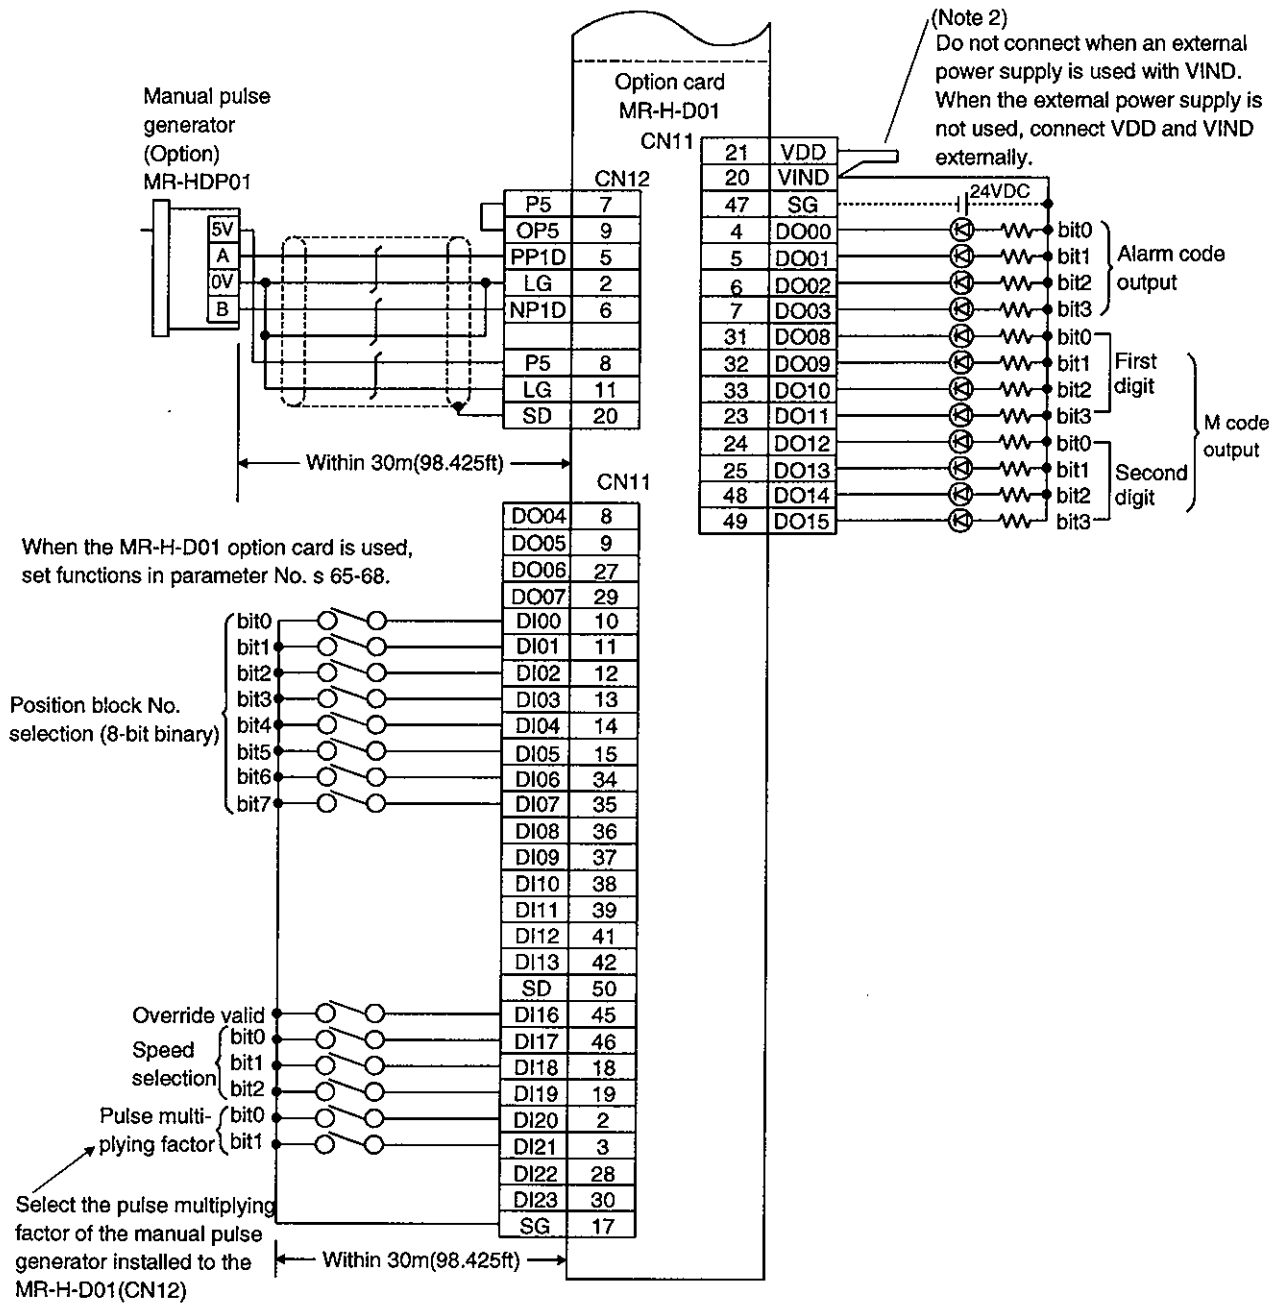 (Note 2)
Do not connect when an external
power supply is used with VIND.
When the external power supply is
not used, connect VDD and VIND
externally.
Option card
MR-H-D01
Manual pulse
generator
(Option)
MR-HDP01
5V
A
0V
B
CN12
P5 7
OP5 9
PP1D 5
LG 2
NP1D 6
P5 8
LG 11
SD 20
Within 30m(98.425ft)
CN11
21 VDD
20 VIND
47 SG 24VDC
4 DO00 bit0
5 DO01 bit1
6 DO02 bit2
7 DO03 bit3
Alarm code
output
31 DO08 bit0
32 DO09 bit1
33 DO10 bit2
23 DO11 bit3
First
digit
24 DO12 bit0
25 DO13 bit1
48 DO14 bit2
49 DO15 bit3
Second
digit
M code
output
When the MR-H-D01 option card is used,
set functions in parameter No. s 65-68.
CN11
DO04 8
DO05 9
DO06 27
DO07 29
bit0 DI00 10
bit1 DI01 11
bit2 DI02 12
bit3 DI03 13
bit4 DI04 14
bit5 DI05 15
bit6 DI06 34
bit7 DI07 35
Position block No.
selection (8-bit binary)
DI08 36
DI09 37
DI10 38
DI11 39
DI12 41
DI13 42
SD 50
Override valid DI16 45
bit0 DI17 46
bit1 DI18 18
bit2 DI19 19
Speed
selection
bit0 DI20 2
bit1 DI21 3
Pulse multi-
plying factor
DI22 28
DI23 30
SG 17
Select the pulse multiplying
factor of the manual pulse
generator installed to the
MR-H-D01(CN12)
Within 30m(98.425ft)